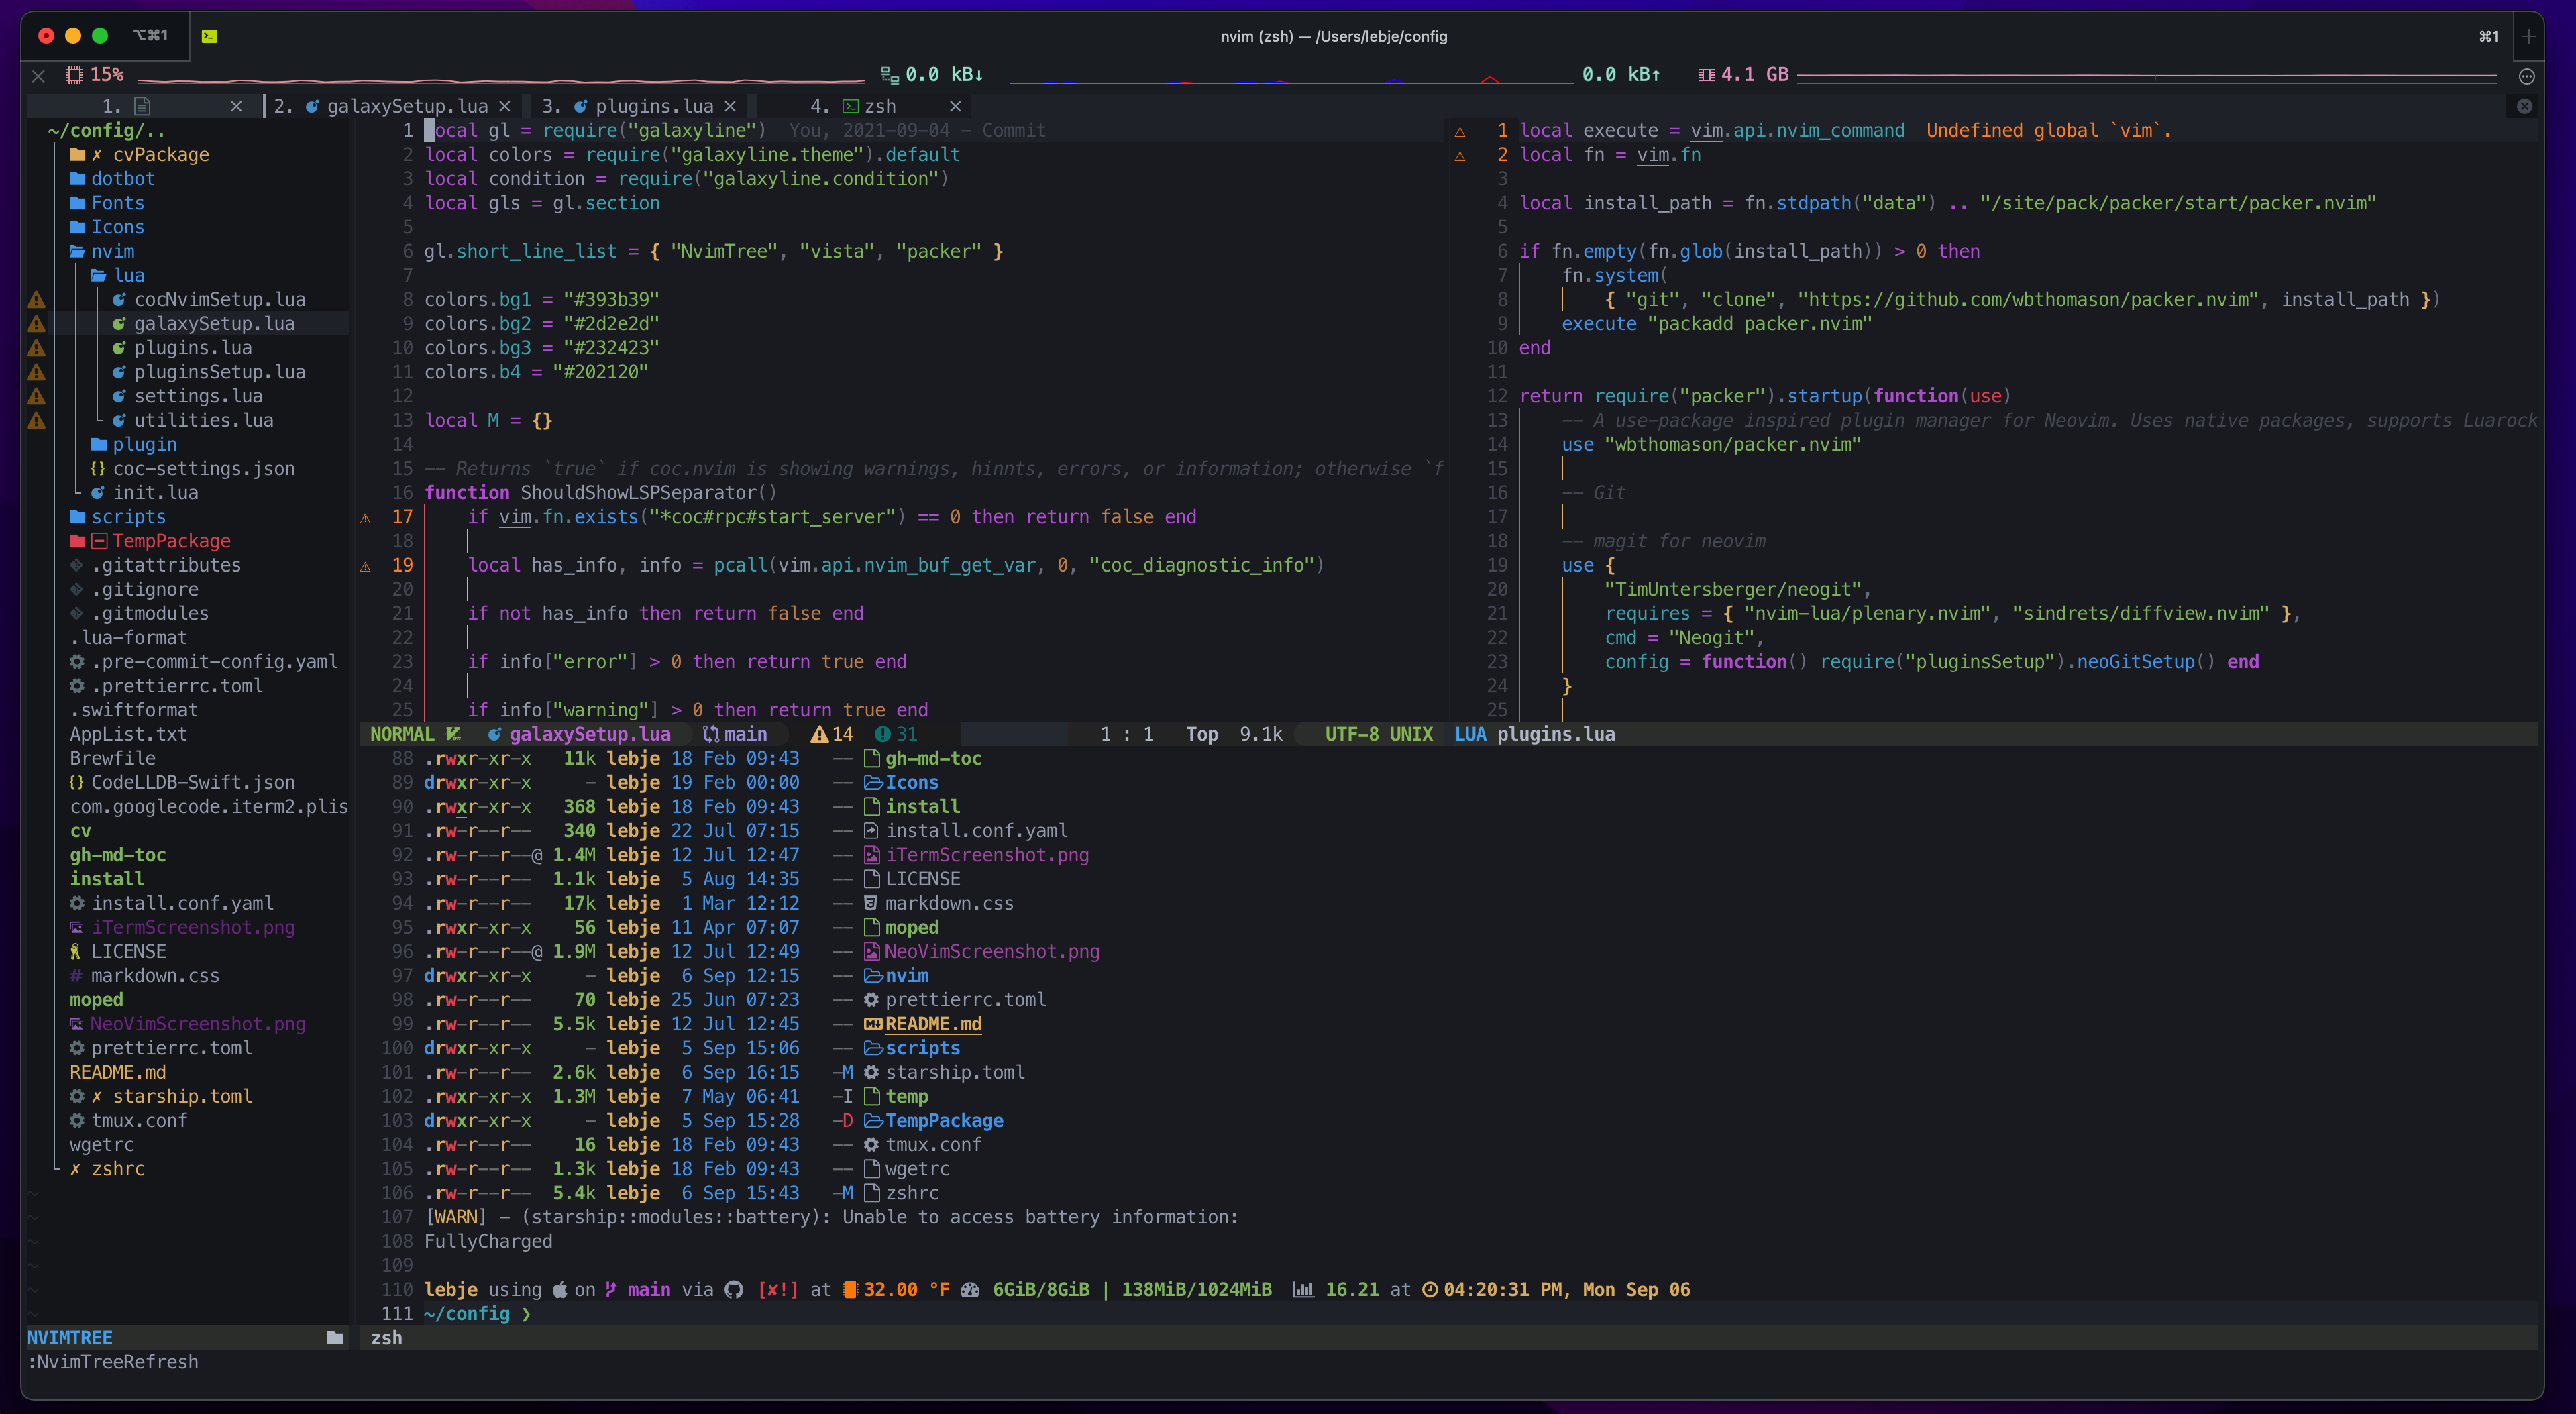 ⌥⌘1
nvim (zsh) — /Users/lebje/config
⌘1
15%
0.0 kB↓
0.0 kB↑
4.1 GB
1.
2. galaxySetup.lua
3. plugins.lua
4. zsh
~/config/..
✗ cvPackage
dotbot
Fonts
Icons
nvim
lua
cocNvimSetup.lua
galaxySetup.lua
plugins.lua
pluginsSetup.lua
settings.lua
utilities.lua
plugin
{} coc-settings.json
init.lua
scripts
TempPackage
.gitattributes
.gitignore
.gitmodules
.lua-format
.pre-commit-config.yaml
.prettierrc.toml
.swiftformat
AppList.txt
Brewfile
{} CodeLLDB-Swift.json
com.googlecode.iterm2.plis
cv
gh-md-toc
install
install.conf.yaml
iTermScreenshot.png
LICENSE
# markdown.css
moped
NeoVimScreenshot.png
prettierrc.toml
README.md
✗ starship.toml
tmux.conf
wgetrc
✗ zshrc
~
~
~
~
~
~
NVIMTREE
:NvimTreeRefresh
1 local gl = require("galaxyline")  You, 2021-09-04 - Commit
2 local colors = require("galaxyline.theme").default
3 local condition = require("galaxyline.condition")
4 local gls = gl.section
5
6 gl.short_line_list = { "NvimTree", "vista", "packer" }
7
8 colors.bg1 = "#393b39"
9 colors.bg2 = "#2d2e2d"
10 colors.bg3 = "#232423"
11 colors.b4 = "#202120"
12
13 local M = {}
14
15 -- Returns `true` if coc.nvim is showing warnings, hinnts, errors, or information; otherwise `f
16 function ShouldShowLSPSeparator()
17 if vim.fn.exists("*coc#rpc#start_server") == 0 then return false end
18
19 local has_info, info = pcall(vim.api.nvim_buf_get_var, 0, "coc_diagnostic_info")
20
21 if not has_info then return false end
22
23 if info["error"] > 0 then return true end
24
25 if info["warning"] > 0 then return true end
1 local execute = vim.api.nvim_command  Undefined global `vim`.
2 local fn = vim.fn
3
4 local install_path = fn.stdpath("data") .. "/site/pack/packer/start/packer.nvim"
5
6 if fn.empty(fn.glob(install_path)) > 0 then
7 fn.system(
8 { "git", "clone", "https://github.com/wbthomason/packer.nvim", install_path })
9 execute "packadd packer.nvim"
10 end
11
12 return require("packer").startup(function(use)
13 -- A use-package inspired plugin manager for Neovim. Uses native packages, supports Luarock
14 use "wbthomason/packer.nvim"
15
16 -- Git
17
18 -- magit for neovim
19 use {
20 "TimUntersberger/neogit",
21 requires = { "nvim-lua/plenary.nvim", "sindrets/diffview.nvim" },
22 cmd = "Neogit",
23 config = function() require("pluginsSetup").neoGitSetup() end
24 }
25
NORMAL galaxySetup.lua main 14 31 1 : 1 Top 9.1k UTF-8 UNIX LUA plugins.lua
88 .rwxr-xr-x 11k lebje 18 Feb 09:43 -- gh-md-toc
89 drwxr-xr-x - lebje 19 Feb 00:00 -- Icons
90 .rwxr-xr-x 368 lebje 18 Feb 09:43 -- install
91 .rw-r--r-- 340 lebje 22 Jul 07:15 -- install.conf.yaml
92 .rw-r--r--@ 1.4M lebje 12 Jul 12:47 -- iTermScreenshot.png
93 .rw-r--r-- 1.1k lebje 5 Aug 14:35 -- LICENSE
94 .rw-r--r-- 17k lebje 1 Mar 12:12 -- markdown.css
95 .rwxr-xr-x 56 lebje 11 Apr 07:07 -- moped
96 .rw-r--r--@ 1.9M lebje 12 Jul 12:49 -- NeoVimScreenshot.png
97 drwxr-xr-x - lebje 6 Sep 12:15 -- nvim
98 .rw-r--r-- 70 lebje 25 Jun 07:23 -- prettierrc.toml
99 .rw-r--r-- 5.5k lebje 12 Jul 12:45 -- README.md
100 drwxr-xr-x - lebje 5 Sep 15:06 -- scripts
101 .rw-r--r-- 2.6k lebje 6 Sep 16:15 -M starship.toml
102 .rwxr-xr-x 1.3M lebje 7 May 06:41 -I temp
103 drwxr-xr-x - lebje 5 Sep 15:28 -D TempPackage
104 .rw-r--r-- 16 lebje 18 Feb 09:43 -- tmux.conf
105 .rw-r--r-- 1.3k lebje 18 Feb 09:43 -- wgetrc
106 .rw-r--r-- 5.4k lebje 6 Sep 15:43 -M zshrc
107 [WARN] - (starship::modules::battery): Unable to access battery information:
108 FullyCharged
109
110 lebje using on main via [✘!] at 32.00 °F 6GiB/8GiB | 138MiB/1024MiB 16.21 at 04:20:31 PM, Mon Sep 06
111 ~/config ❯
zsh